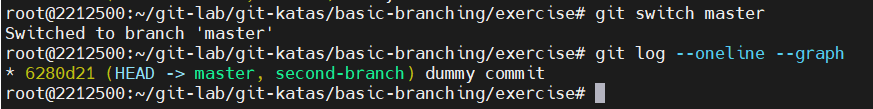 root@2212500:~/git-lab/git-katas/basic-branching/exercise# git switch master
Switched to branch 'master'
root@2212500:~/git-lab/git-katas/basic-branching/exercise# git log --oneline --graph
* 6280d21 (HEAD -> master, second-branch) dummy commit
root@2212500:~/git-lab/git-katas/basic-branching/exercise#